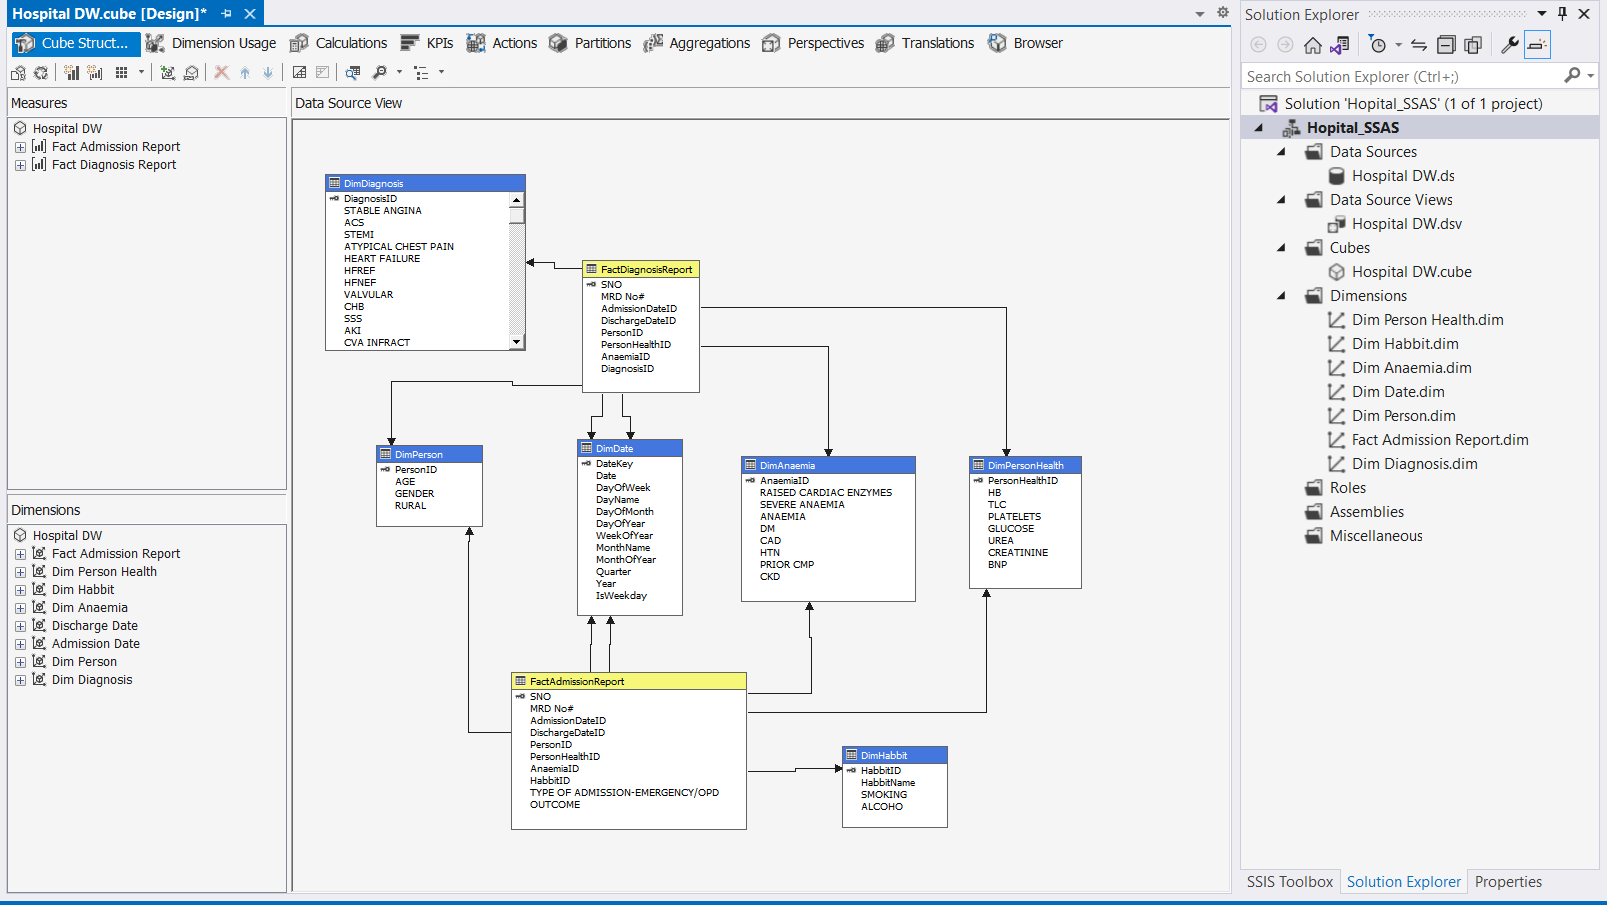 Hospital DW.cube [Design]*
Cube Struct...
Dimension Usage
Calculations
KPIs
Actions
Partitions
Aggregations
Perspectives
Translations
Browser
Measures
Hospital DW
Fact Admission Report
Fact Diagnosis Report
Dimensions
Hospital DW
Fact Admission Report
Dim Person Health
Dim Habbit
Dim Anaemia
Discharge Date
Admission Date
Dim Person
Dim Diagnosis
Data Source View
DimDiagnosis
DiagnosisID
STABLE ANGINA
ACS
STEMI
ATYPICAL CHEST PAIN
HEART FAILURE
HFREF
HFNEF
VALVULAR
CHB
SSS
AKI
CVA INFRACT
FactDiagnosisReport
SNO
MRD No#
AdmissionDateID
DischargeDateID
PersonID
PersonHealthID
AnaemiaID
DiagnosisID
DimPerson
PersonID
AGE
GENDER
RURAL
DimDate
DateKey
Date
DayOfWeek
DayName
DayOfMonth
DayOfYear
WeekOfYear
MonthName
MonthOfYear
Quarter
Year
IsWeekday
DimAnaemia
AnaemiaID
RAISED CARDIAC ENZYMES
SEVERE ANAEMIA
ANAEMIA
DM
CAD
HTN
PRIOR CMP
CKD
DimPersonHealth
PersonHealthID
HB
TLC
PLATELETS
GLUCOSE
UREA
CREATININE
BNP
FactAdmissionReport
SNO
MRD No#
AdmissionDateID
DischargeDateID
PersonID
PersonHealthID
AnaemiaID
HabbitID
TYPE OF ADMISSION-EMERGENCY/OPD
OUTCOME
DimHabbit
HabbitID
HabbitName
SMOKING
ALCOHO
Solution Explorer
Search Solution Explorer (Ctrl+;)
Solution 'Hopital_SSAS' (1 of 1 project)
Hopital_SSAS
Data Sources
Hospital DW.ds
Data Source Views
Hospital DW.dsv
Cubes
Hospital DW.cube
Dimensions
Dim Person Health.dim
Dim Habbit.dim
Dim Anaemia.dim
Dim Date.dim
Dim Person.dim
Fact Admission Report.dim
Dim Diagnosis.dim
Roles
Assemblies
Miscellaneous
SSIS Toolbox
Solution Explorer
Properties